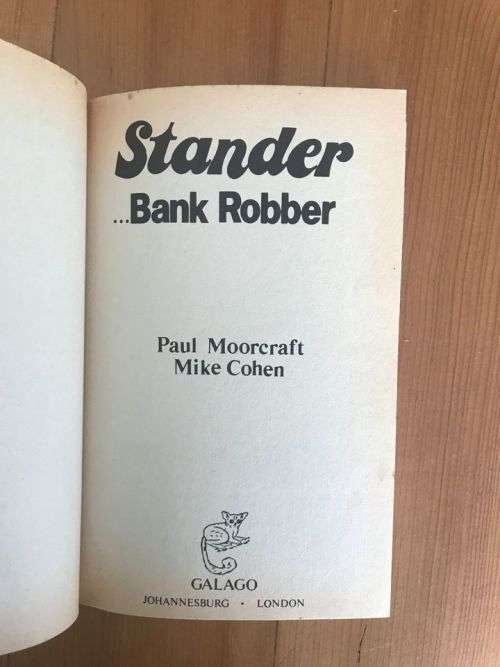 Stander
...Bank Robber
Paul Moorcraft
Mike Cohen
GALAGO
JOHANNESBURG · LONDON